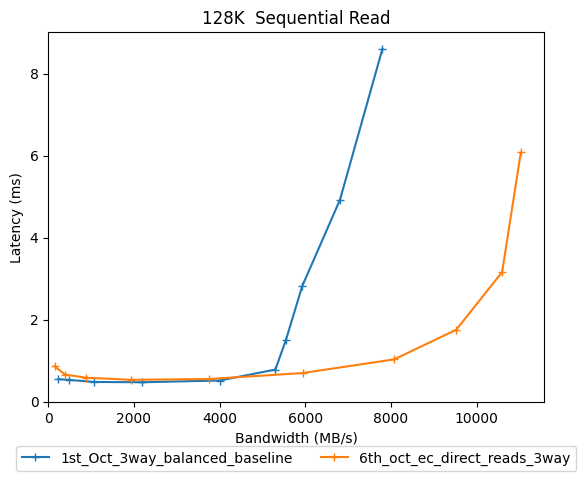 128K  Sequential Read
Latency (ms)
8
6
4
2
0
0 2000 4000 6000 8000 10000
Bandwidth (MB/s)
1st_Oct_3way_balanced_baseline 6th_oct_ec_direct_reads_3way